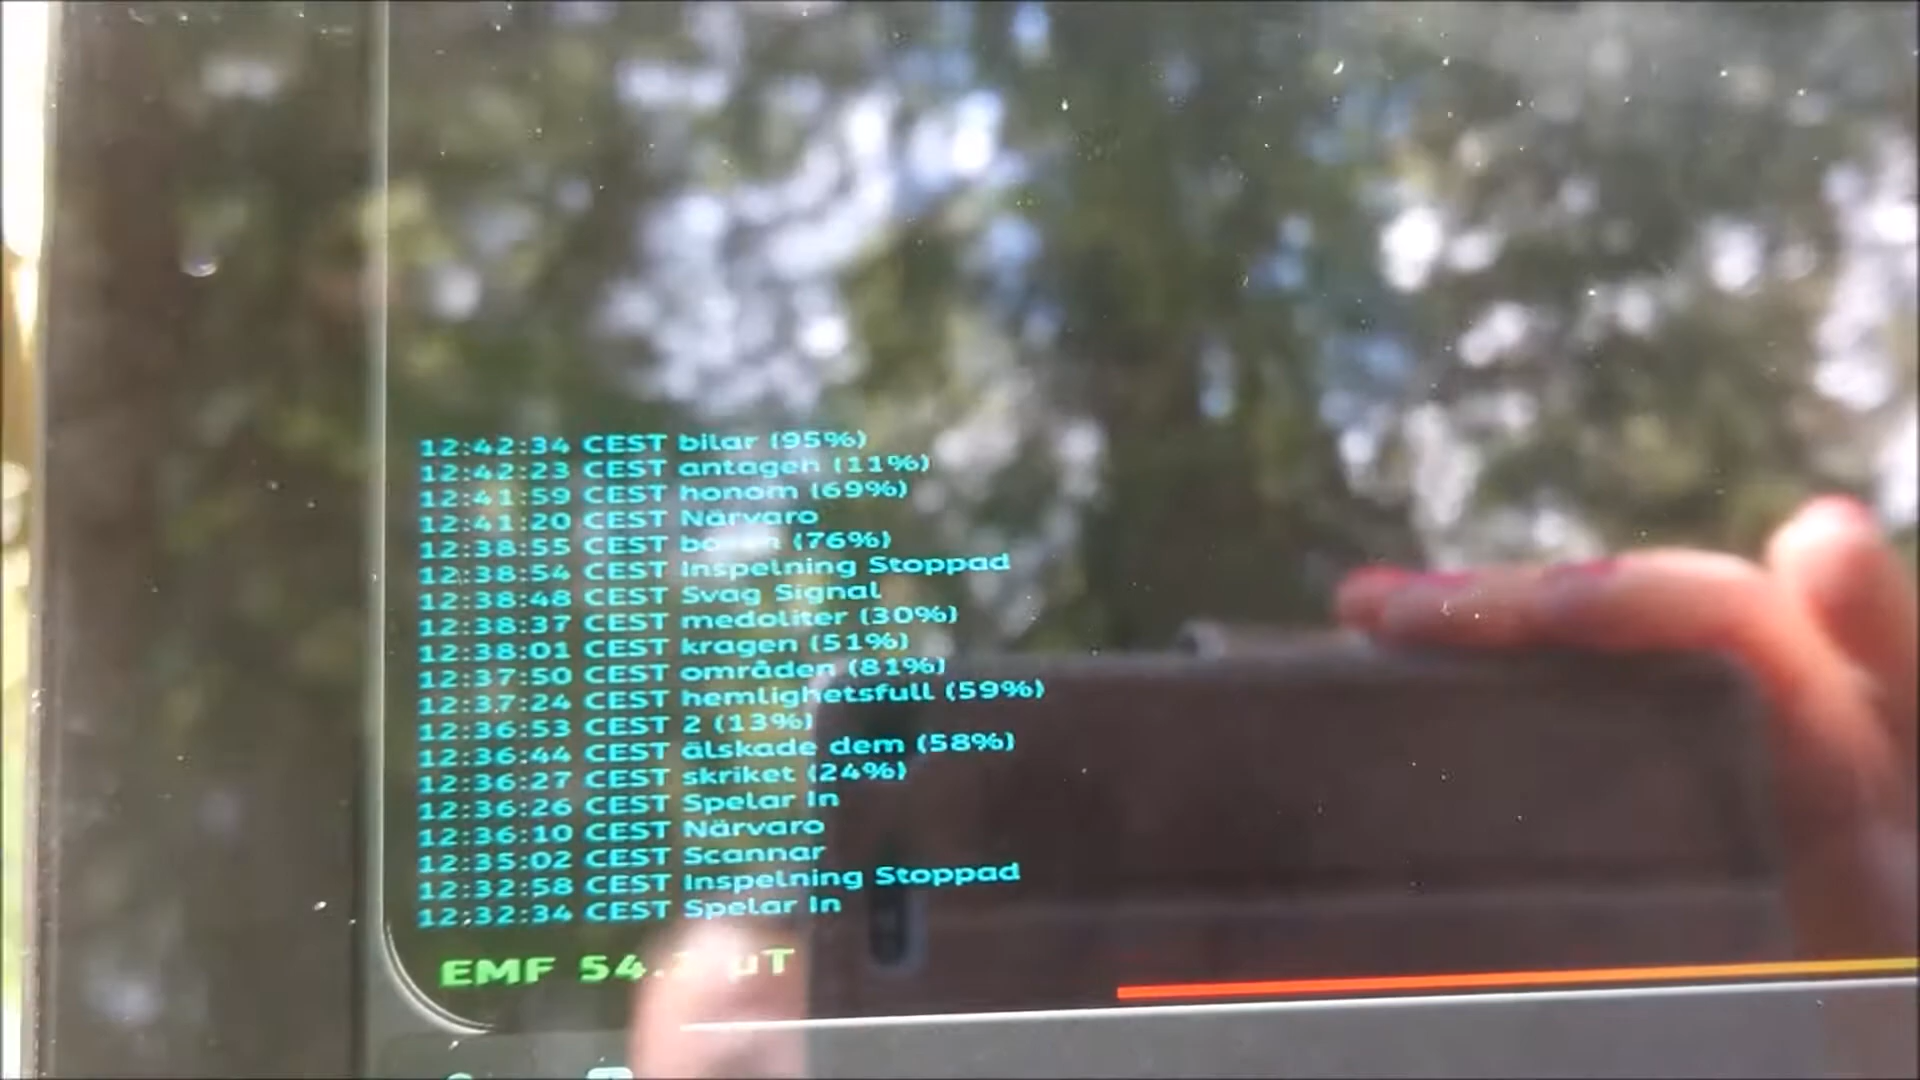 12:42:34 CEST bilar (95%)
12:42:23 CEST antagen (11%)
12:41:59 CEST honom (69%)
12:41:20 CEST Närvaro
12:38:55 CEST (76%)
12:38:54 CEST Inspelning Stoppad
12:38:48 CEST Svag Signal
12:38:37 CEST medoliter (30%)
12:38:01 CEST kragen (51%)
12:37:50 CEST områden (81%)
12:37:24 CEST hemlighetsfull (59%)
12:36:53 CEST 2 (13%)
12:36:44 CEST älskade dem (58%)
12:36:27 CEST skriket (24%)
12:36:26 CEST Spelar In
12:36:10 CEST Närvaro
12:35:02 CEST Scannar
12:32:58 CEST Inspelning Stoppad
12:32:34 CEST Spelar In
EMF µT